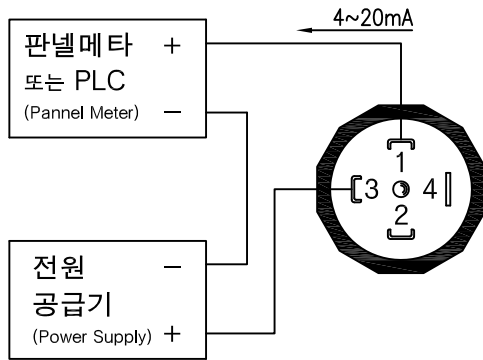 4~20mA
판넬메타 +
또는 PLC
(Pannel Meter) −
1
3 4
2
전원 −
공급기
(Power Supply) +